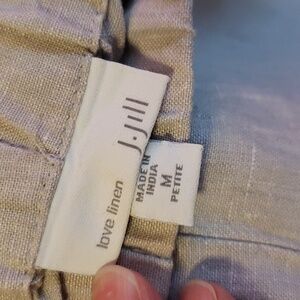 J.Jill
love linen
MADE IN
INDIA
M
PETITE